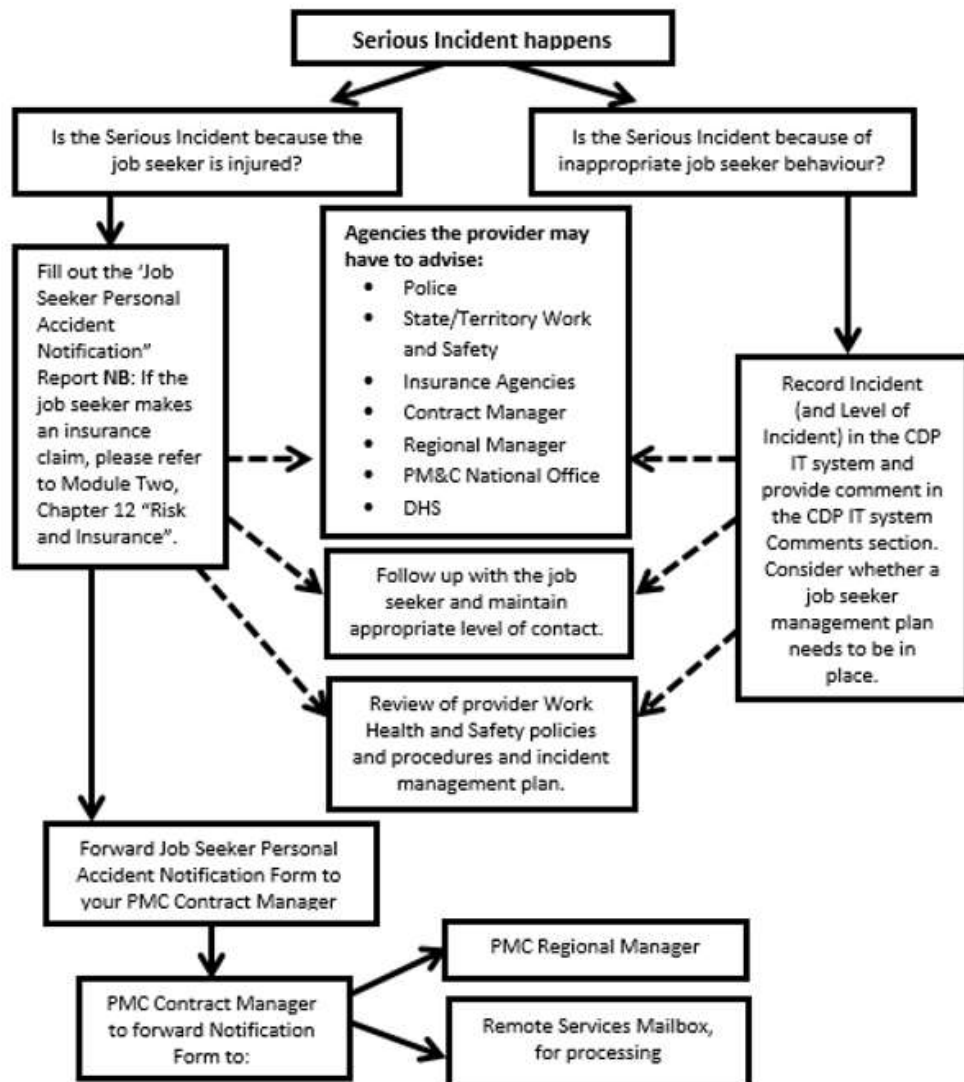 Serious Incident happens
Is the Serious Incident because the
job seeker is injured?
Is the Serious Incident because of
inappropriate job seeker behaviour?
Fill out the ‘Job
Seeker Personal
Accident
Notification”
Report NB: If the
job seeker makes
an insurance
claim, please refer
to Module Two,
Chapter 12 “Risk
and Insurance”.
Agencies the provider may
have to advise:
• Police
• State/Territory Work
and Safety
• Insurance Agencies
• Contract Manager
• Regional Manager
• PM&C National Office
• DHS
Record Incident
(and Level of
Incident) in the CDP
IT system and
provide comment in
the CDP IT system
Comments section.
Consider whether a
job seeker
management plan
needs to be in
place.
Follow up with the job
seeker and maintain
appropriate level of contact.
Review of provider Work
Health and Safety policies
and procedures and incident
management plan.
Forward Job Seeker Personal
Accident Notification Form to
your PMC Contract Manager
PMC Contract Manager
to forward Notification
Form to:
PMC Regional Manager
Remote Services Mailbox,
for processing